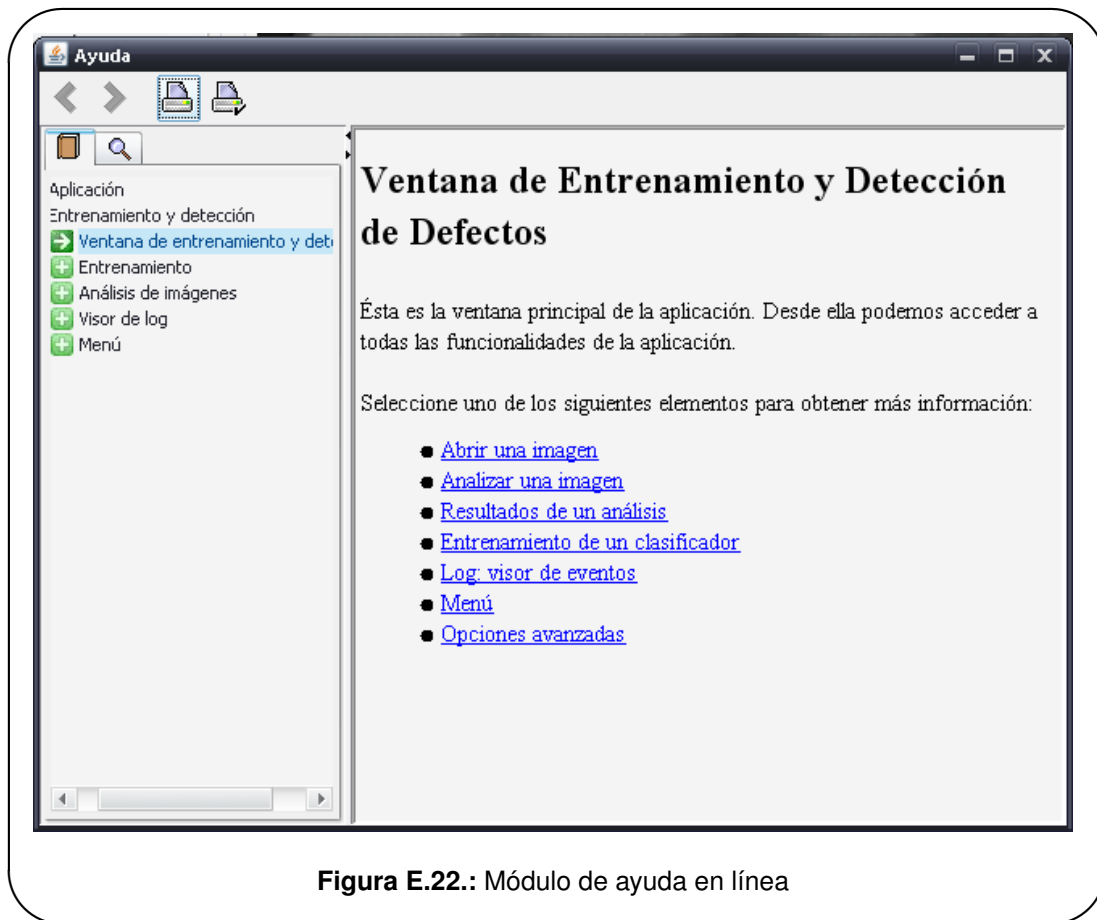 Ayuda
Aplicación
Entrenamiento y detección
Ventana de entrenamiento y det
Entrenamiento
Análisis de imágenes
Visor de log
Menú
Ventana de Entrenamiento y Detección
de Defectos
Ésta es la ventana principal de la aplicación. Desde ella podemos acceder a
todas las funcionalidades de la aplicación.
Seleccione uno de los siguientes elementos para obtener más información:
Abrir una imagen
Analizar una imagen
Resultados de un análisis
Entrenamiento de un clasificador
Log: visor de eventos
Menú
Opciones avanzadas
Figura E.22.: Módulo de ayuda en línea